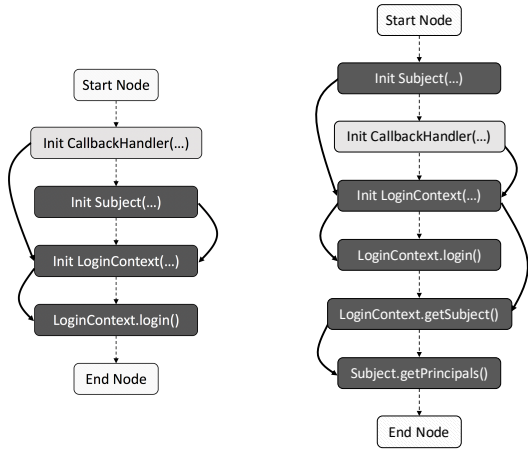 Start Node
Init CallbackHandler(...)
Init Subject(...)
Init LoginContext(...)
LoginContext.login()
End Node
Start Node
Init Subject(...)
Init CallbackHandler(...)
Init LoginContext(...)
LoginContext.login()
LoginContext.getSubject()
Subject.getPrincipals()
End Node